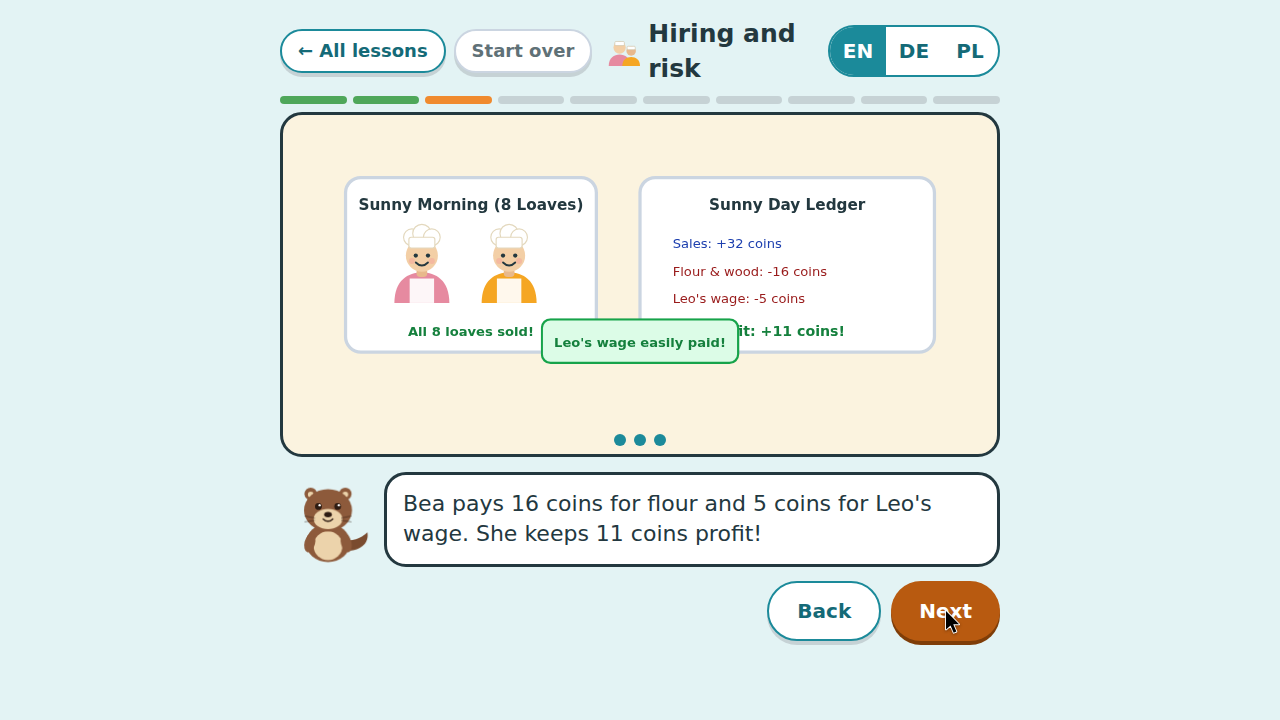 ← All lessons
Start over
Hiring and
risk
EN
DE
PL
Sunny Morning (8 Loaves)
All 8 loaves sold!
Sunny Day Ledger
Sales: +32 coins
Flour & wood: -16 coins
Leo's wage: -5 coins
+11 coins!
Leo's wage easily paid!
Bea pays 16 coins for flour and 5 coins for Leo's
wage. She keeps 11 coins profit!
Back
Next